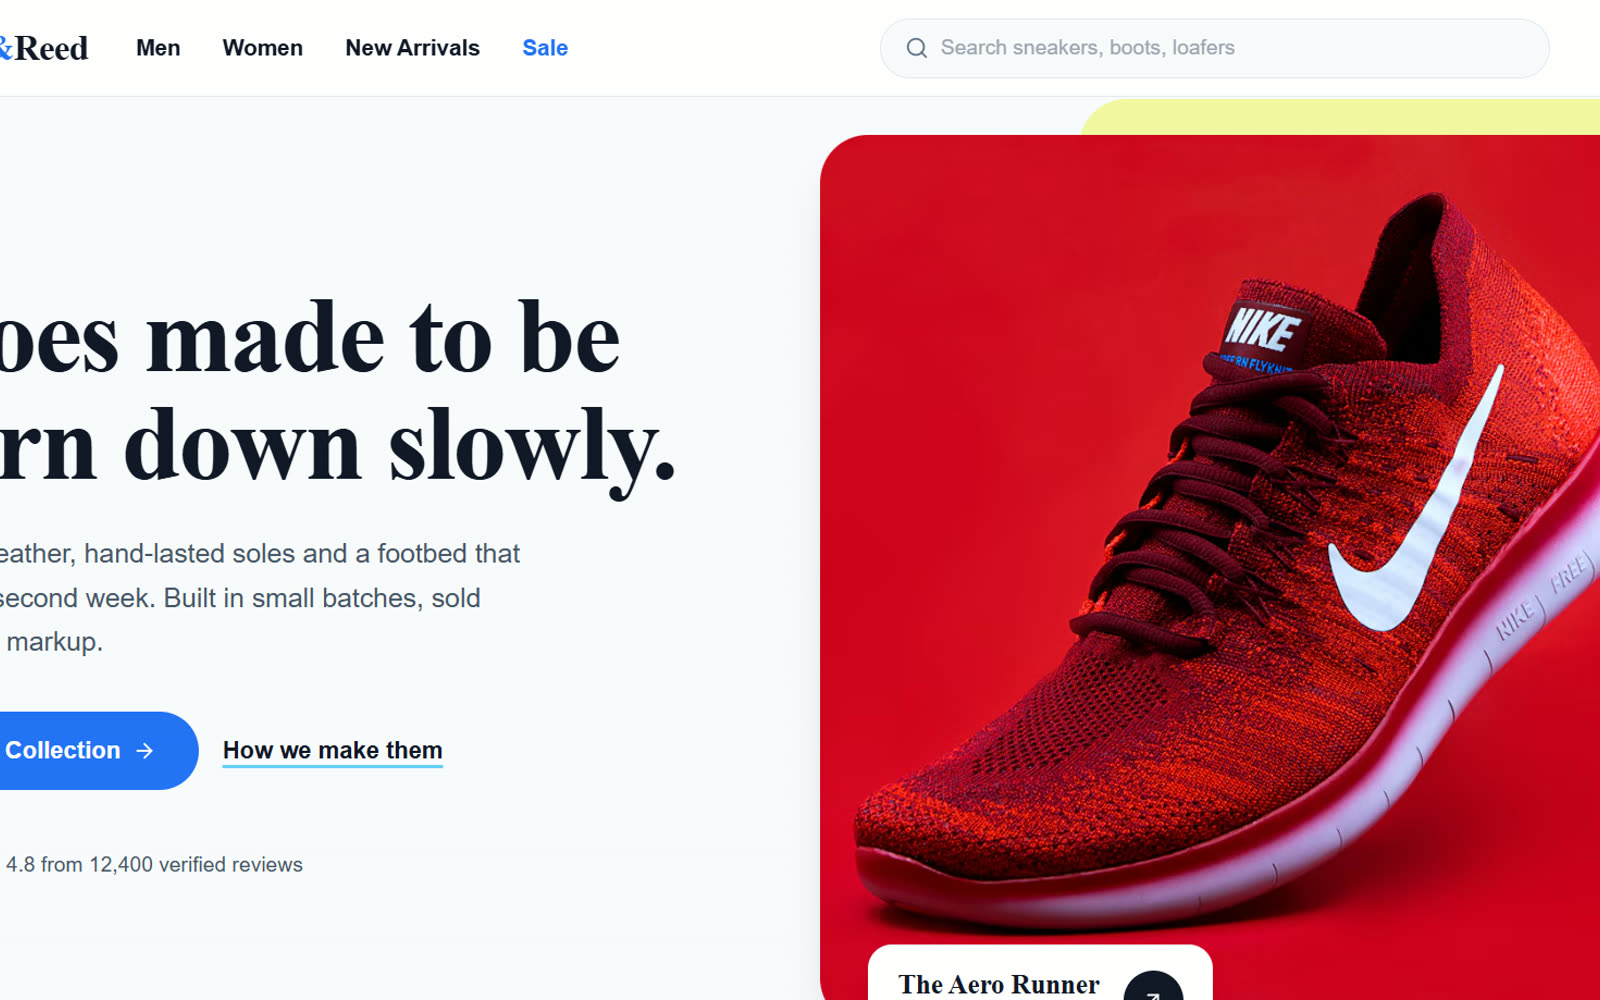 &Reed
Men
Women
New Arrivals
Sale
Search sneakers, boots, loafers
oes made to be
rn down slowly.
eather, hand-lasted soles and a footbed that
second week. Built in small batches, sold
markup.
Collection
How we make them
4.8 from 12,400 verified reviews
NIKE
FLYKNIT
NIKE FREE
The Aero Runner